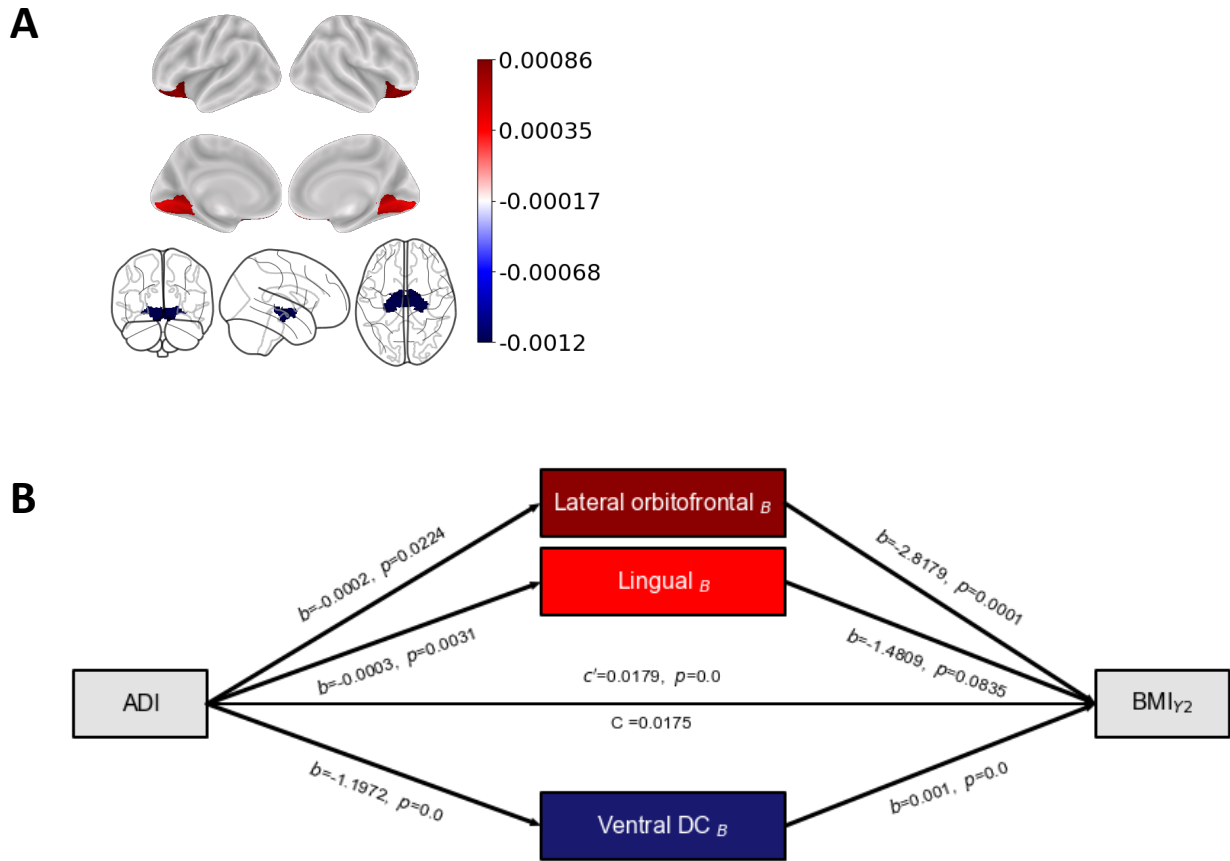 A
0.00086
0.00035
-0.00017
-0.00068
-0.0012
B
Lateral orbitofrontal B
b=-0.0002, p=0.0224
b=-2.8179, p=0.0001
Lingual B
b=-0.0003, p=0.0031
b=-1.4809, p=0.0835
c'=0.0179, p=0.0
ADI
BMIY2
C =0.0175
b=-1.1972, p=0.0
b=0.001, p=0.0
Ventral DC B